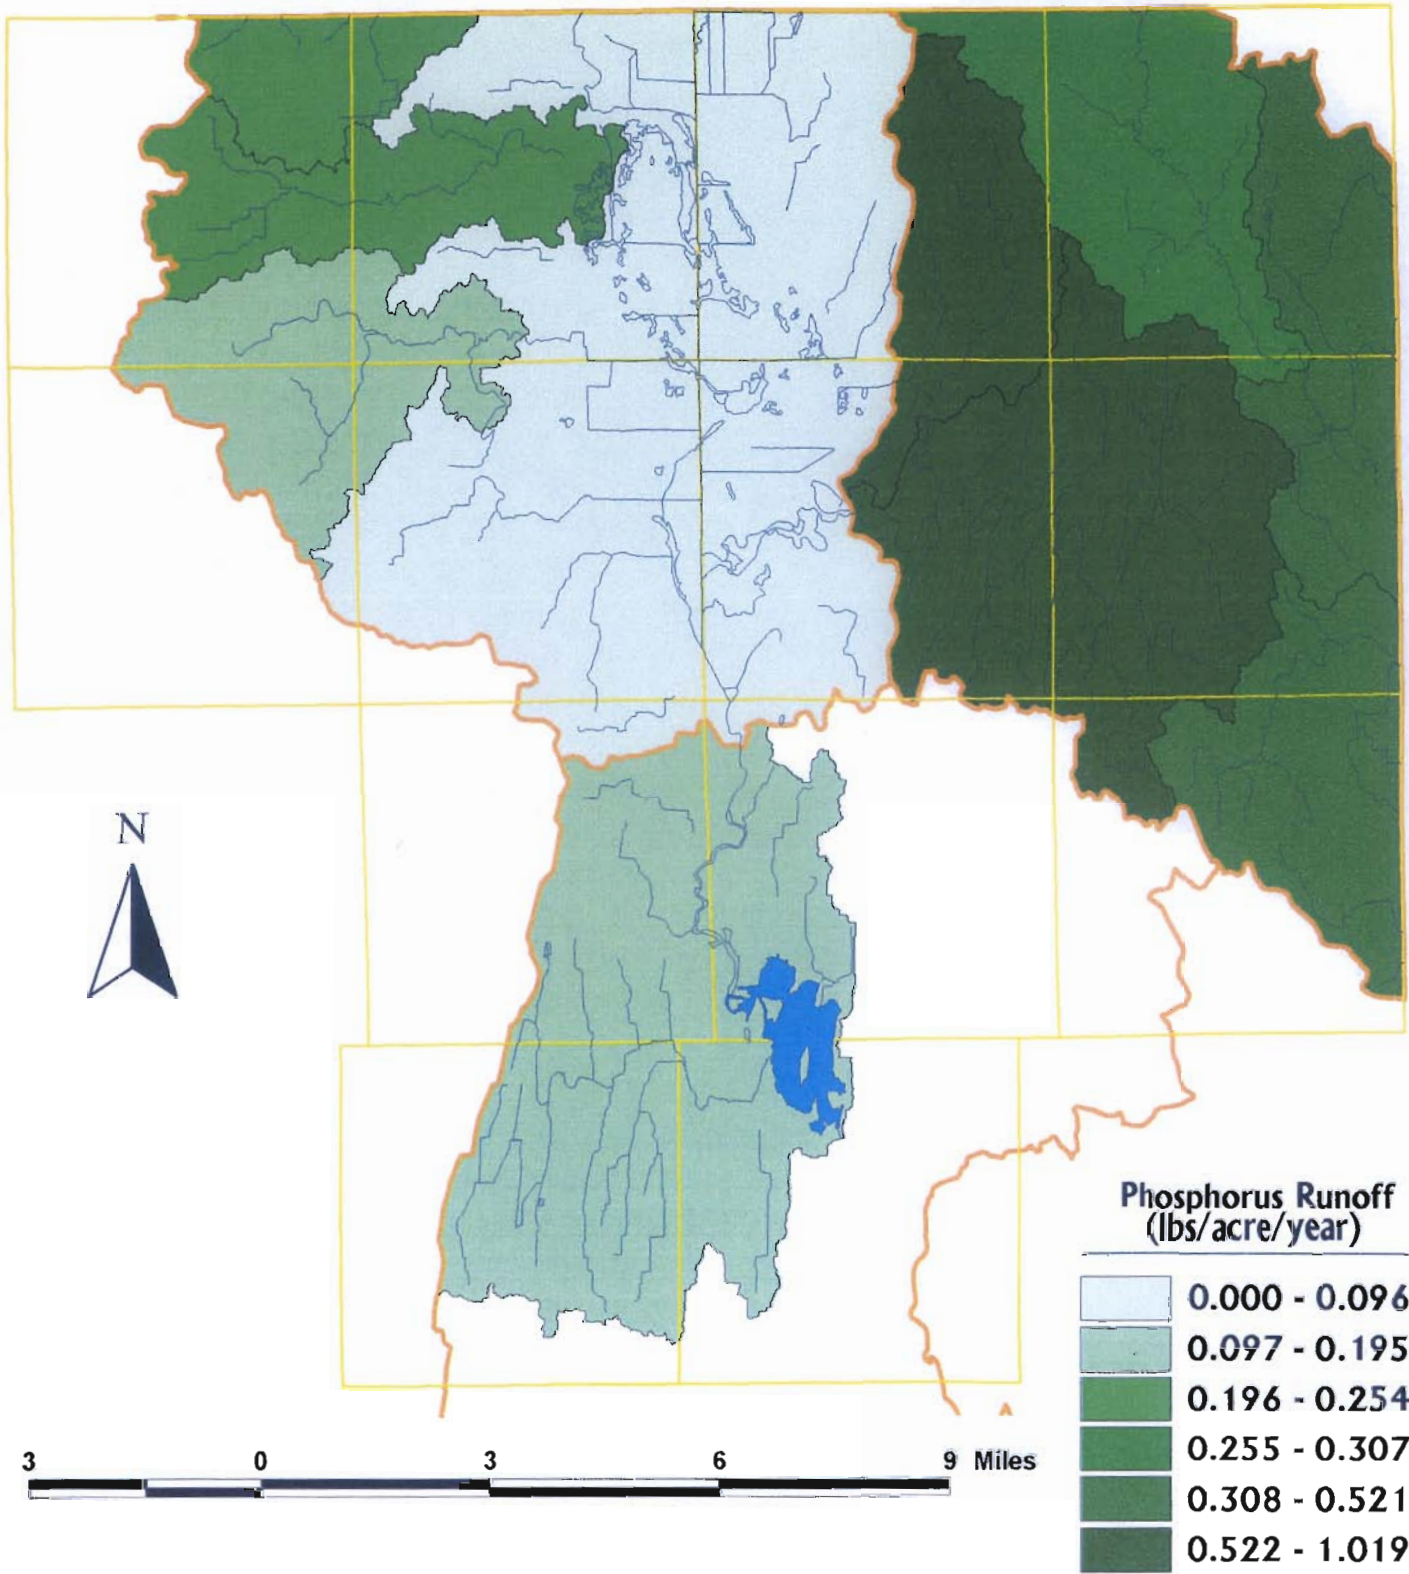 N
Phosphorus Runoff
(lbs/acre/year)
0.000 - 0.096
0.097 - 0.195
0.196 - 0.254
0.255 - 0.307
0.308 - 0.521
0.522 - 1.019
3 0 3 6 9 Miles